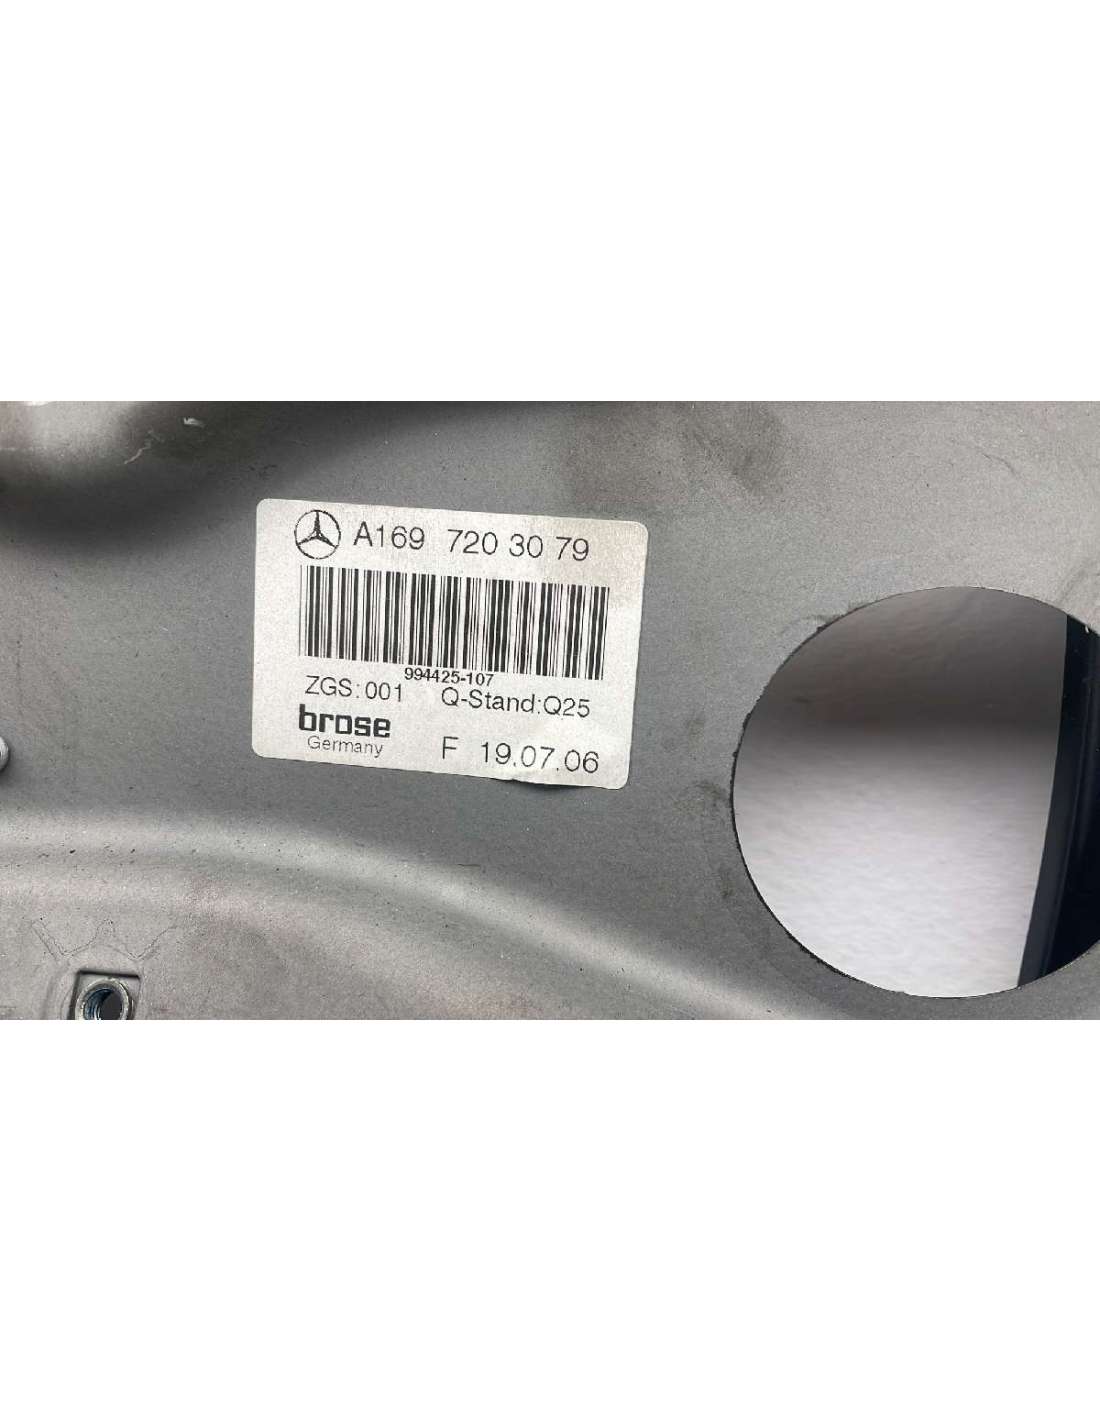 A169 720 30 79
994425-107
ZGS:001 Q-Stand:Q25
brose
Germany
F 19.07.06